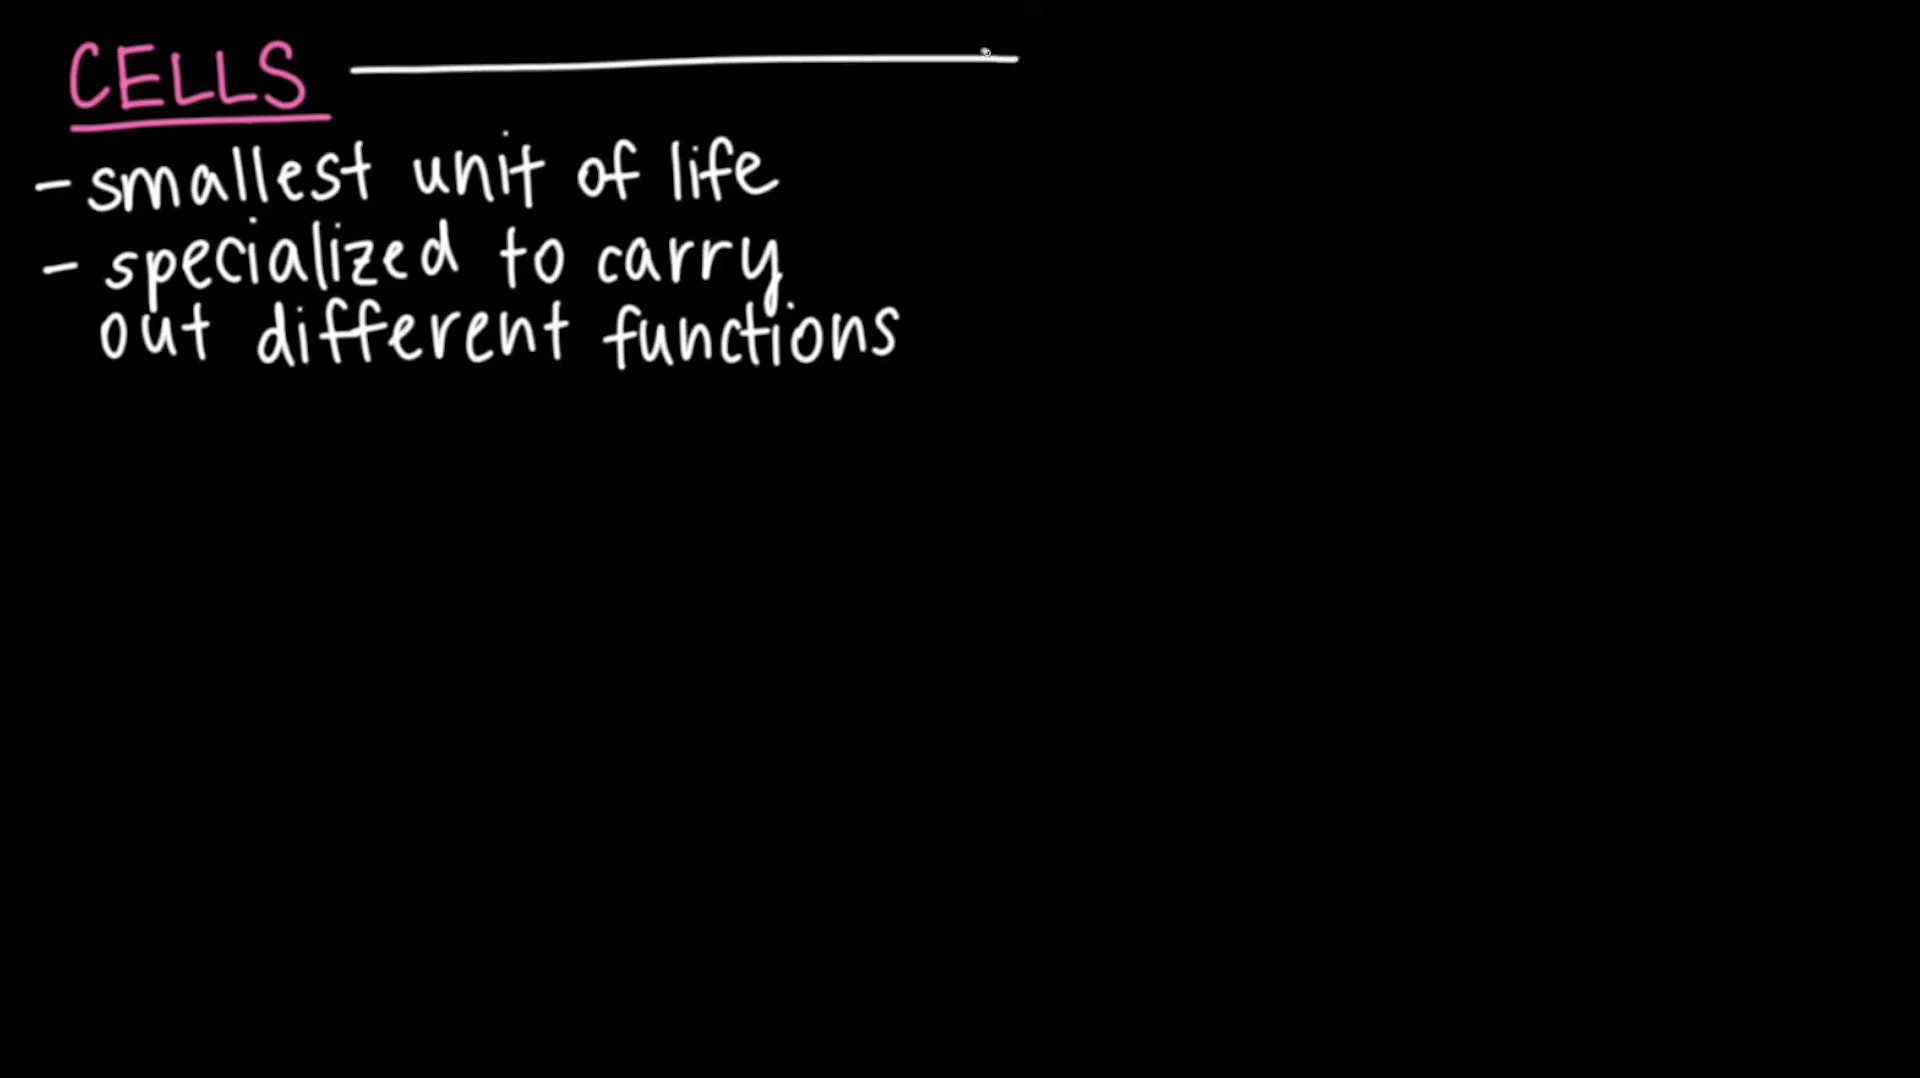 CELLS
- smallest unit of life
- specialized to carry
out different functions